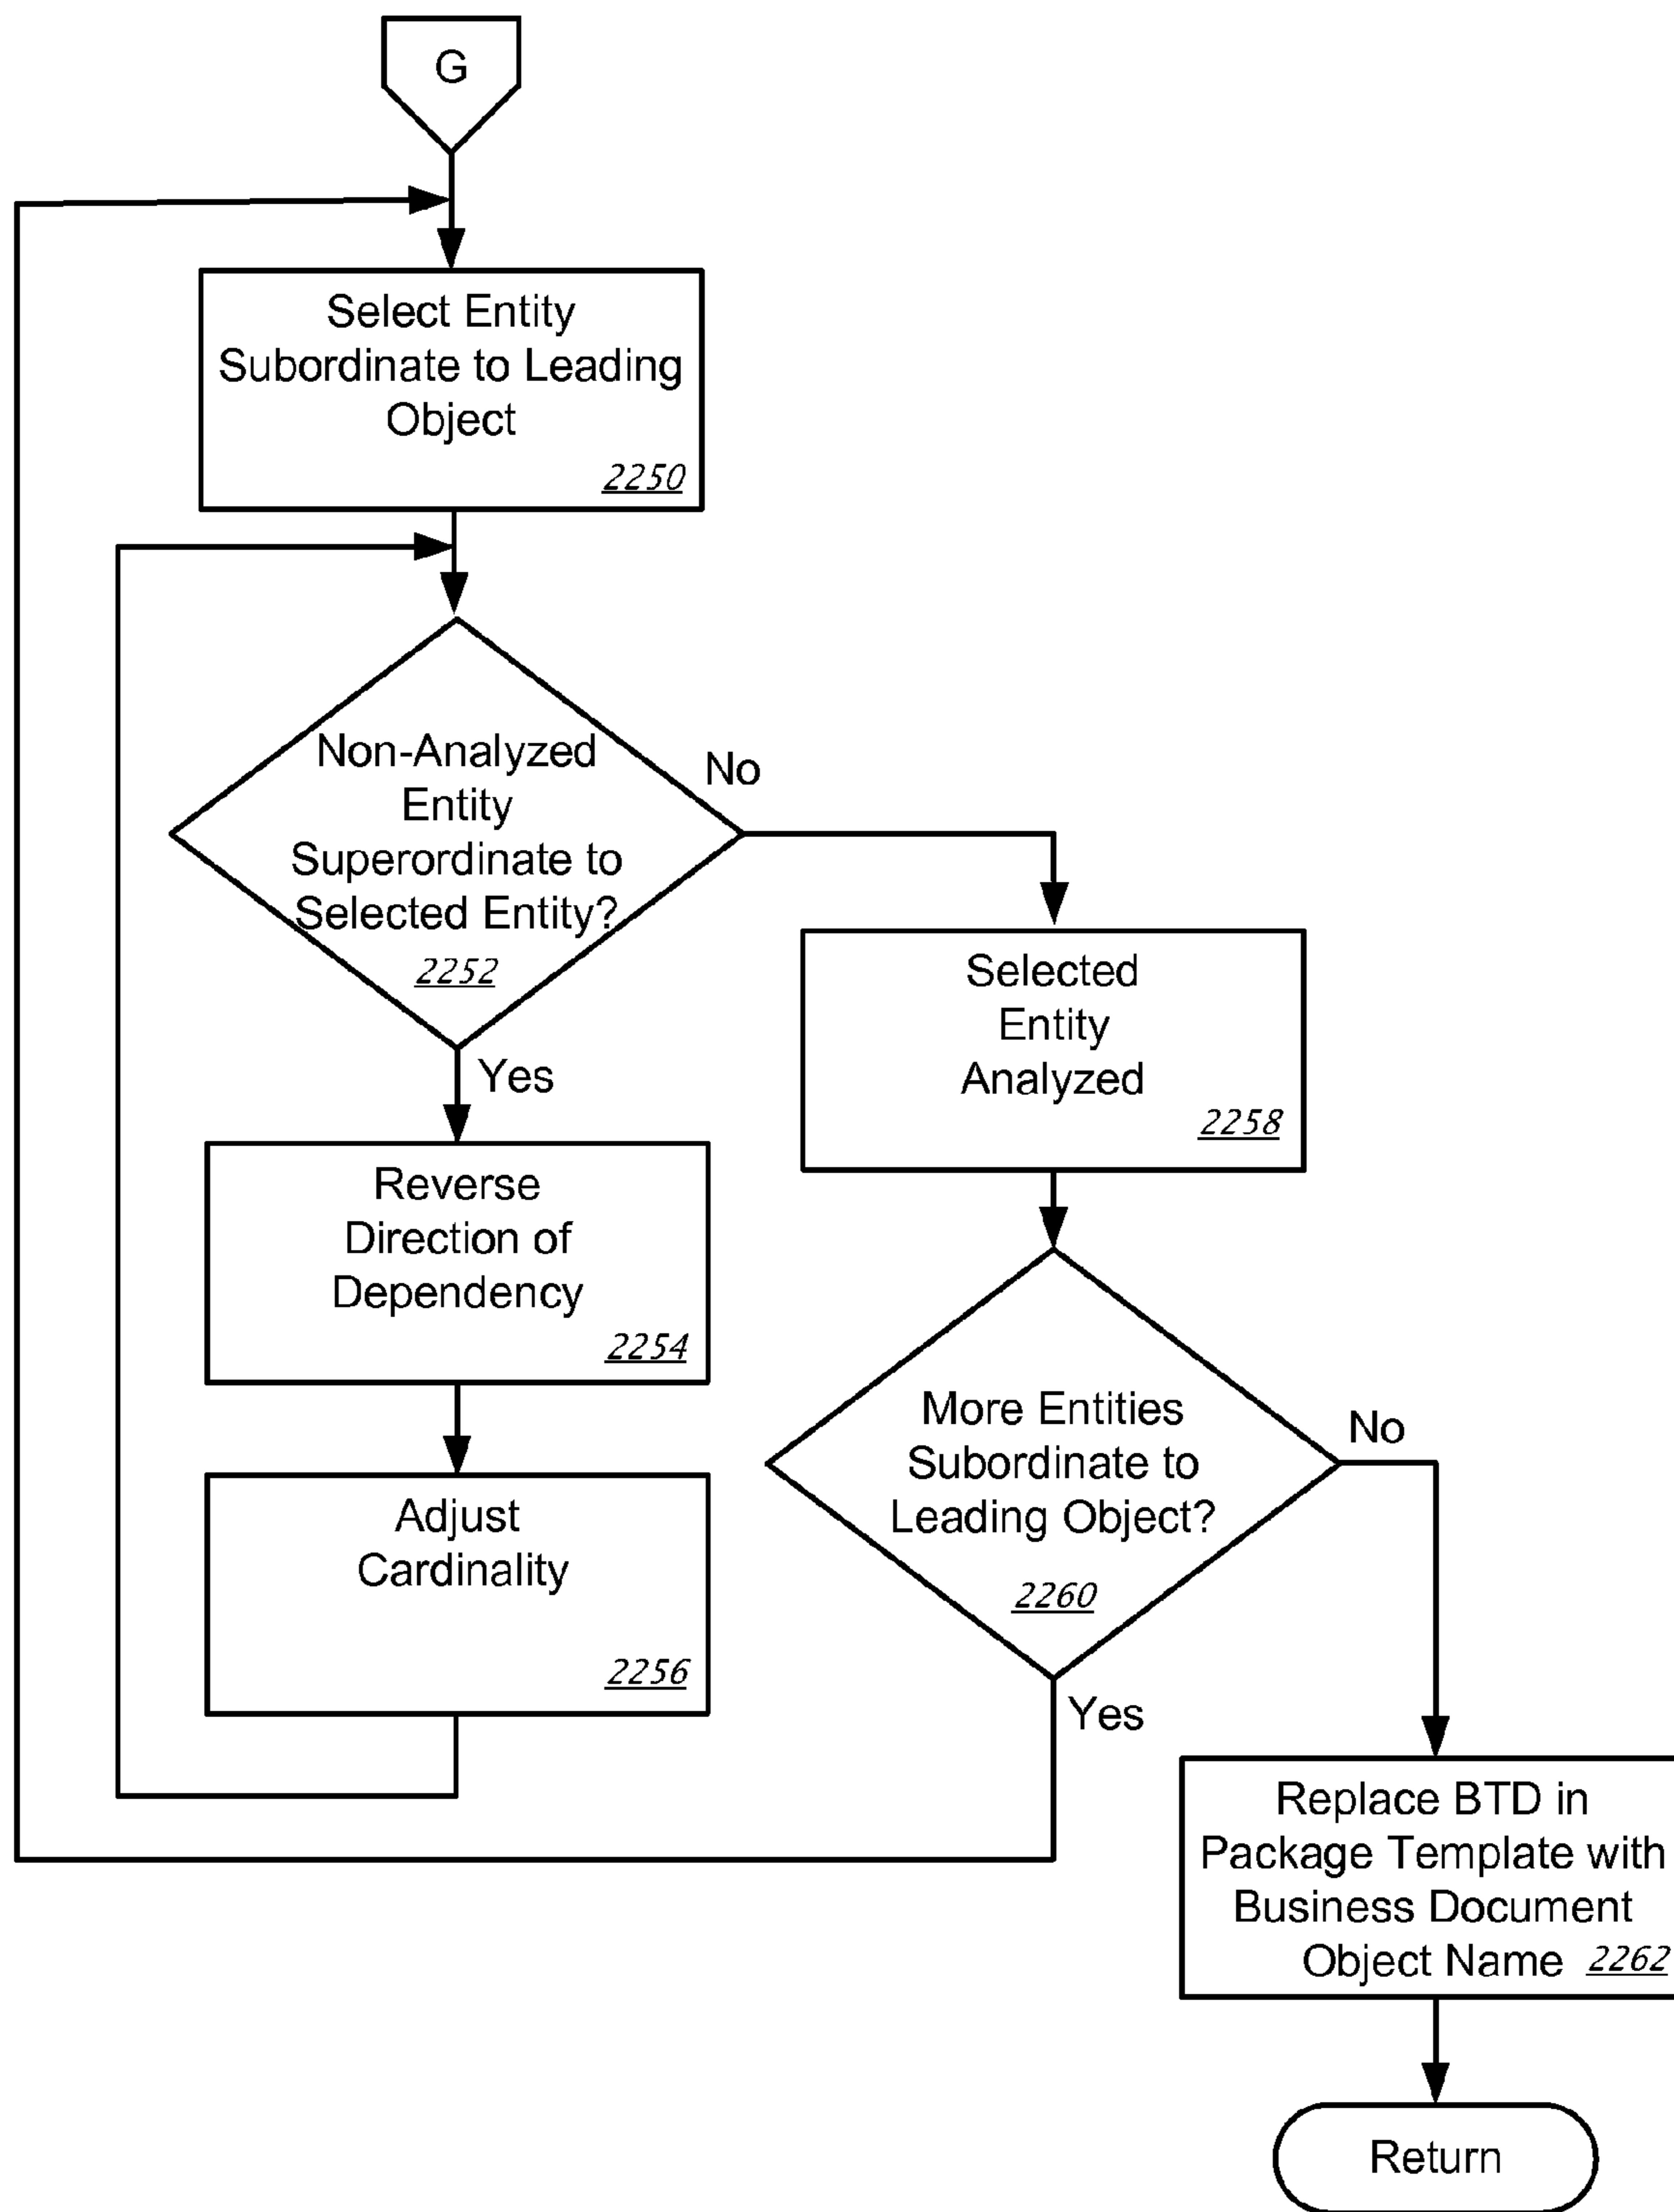 G
Select Entity
Subordinate to Leading
Object
2250
Non-Analyzed
Entity
Superordinate to
Selected Entity?
2252
No
Yes
Selected
Entity
Analyzed
2258
Reverse
Direction of
Dependency
2254
More Entities
Subordinate to
Leading Object?
2260
No
Yes
Adjust
Cardinality
2256
Replace BTD in
Package Template with
Business Document
Object Name 2262
Return